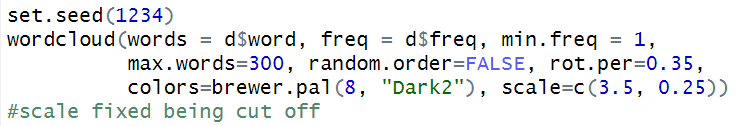 set.seed(1234)
wordcloud(words = d$word, freq = d$freq, min.freq = 1,
          max.words=300, random.order=FALSE, rot.per=0.35,
          colors=brewer.pal(8, "Dark2"), scale=c(3.5, 0.25))
#scale fixed being cut off